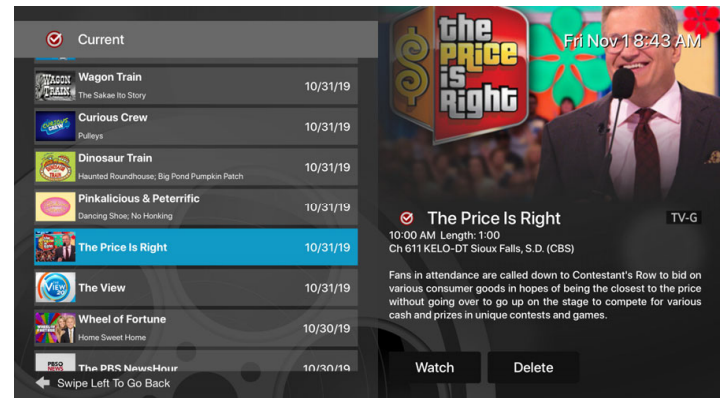 Current
Wagon Train
The Sakae Ito Story
10/31/19
WAGON
TRAIN
Curious Crew
Pulleys
10/31/19
Dinosaur Train
Haunted Roundhouse; Big Pond Pumpkin Patch
10/31/19
Pinkalicious & Peterrific
Dancing Shoe; No Honking
10/31/19
The Price Is Right
10/31/19
The View
10/31/19
VIEW
Wheel of Fortune
Home Sweet Home
10/30/19
The PBS NewsHour
10/30/19
Swipe Left To Go Back
the
PRiCE
is
Right
Fri Nov 1 8:43 AM
The Price Is Right
TV-G
10:00 AM Length: 1:00
Ch 611 KELO-DT Sioux Falls, S.D. (CBS)
Fans in attendance are called down to Contestant's Row to bid on
various consumer goods in hopes of being the closest to the price
without going over to go up on the stage to compete for various
cash and prizes in unique contests and games.
Watch
Delete